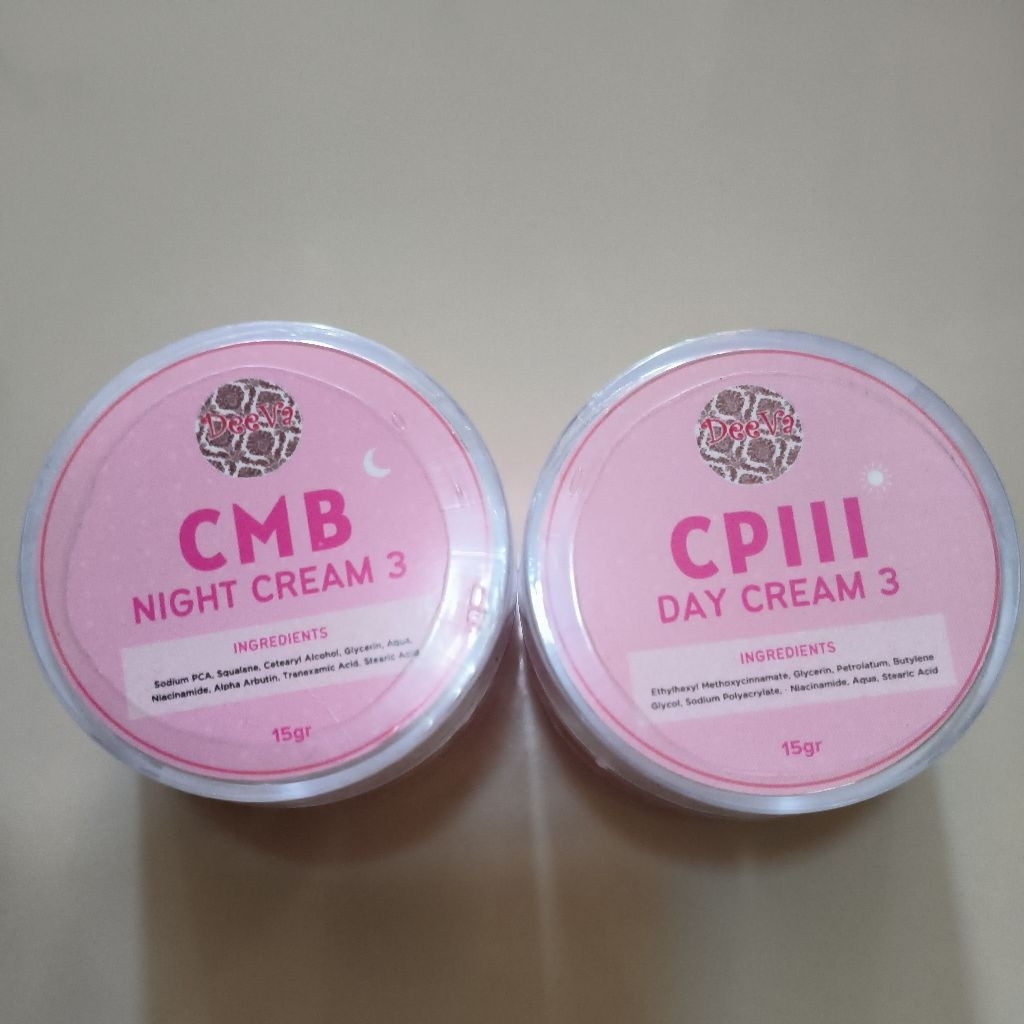 DeeVa
CMB
NIGHT CREAM 3
INGREDIENTS
Sodium PCA, Squalene, Cetearyl Alcohol, Glycerin, Aqua,
Niacinamide, Alpha Arbutin, Tranexamic Acid, Stearic Acid
15gr
DeeVa
CPIII
DAY CREAM 3
INGREDIENTS
Ethylhexyl Methoxycinnamate, Glycerin, Petrolatum, Butylene
Glycol, Sodium Polyacrylate, - Niacinamide, Aqua, Stearic Acid
15gr